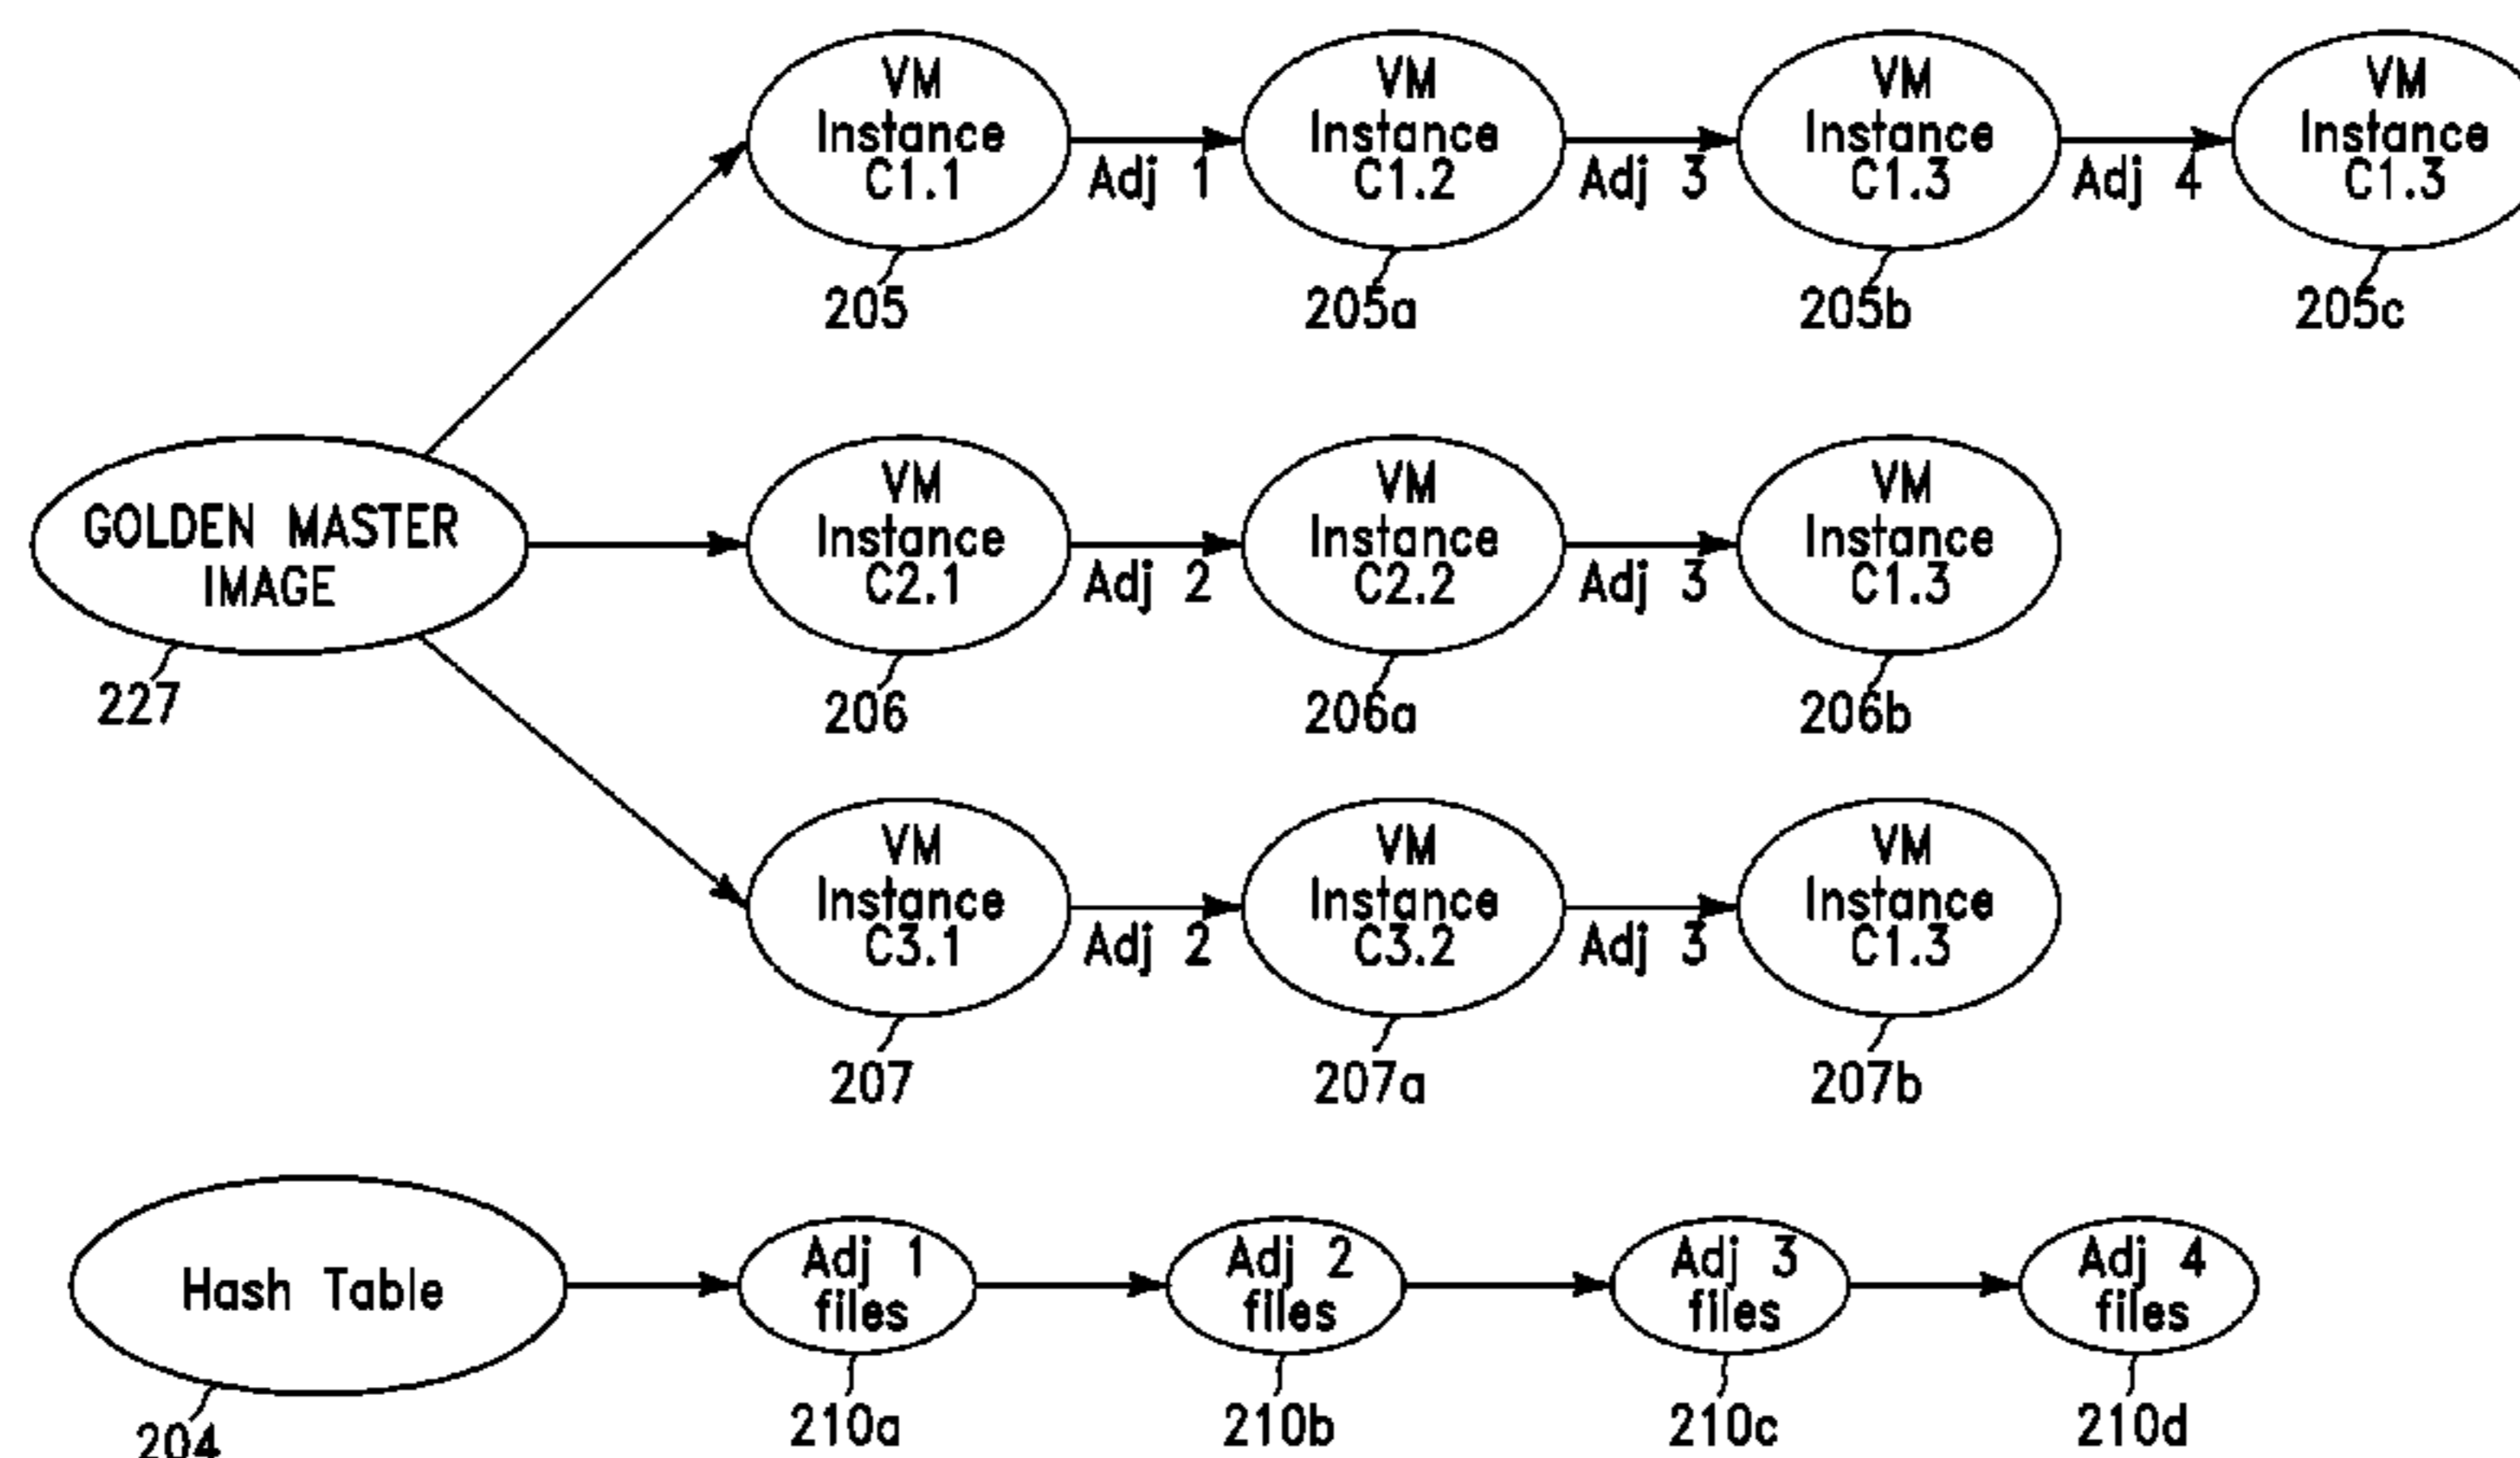 VM
Instance
C1.1
Adj 1
VM
Instance
C1.2
Adj 3
VM
Instance
C1.3
Adj 4
VM
Instance
C1.3
205
205a
205b
205c
GOLDEN MASTER
IMAGE
227
VM
Instance
C2.1
Adj 2
VM
Instance
C2.2
Adj 3
VM
Instance
C1.3
206
206a
206b
VM
Instance
C3.1
Adj 2
VM
Instance
C3.2
Adj 3
VM
Instance
C1.3
207
207a
207b
Hash Table
204
Adj 1
files
Adj 2
files
Adj 3
files
Adj 4
files
210a
210b
210c
210d